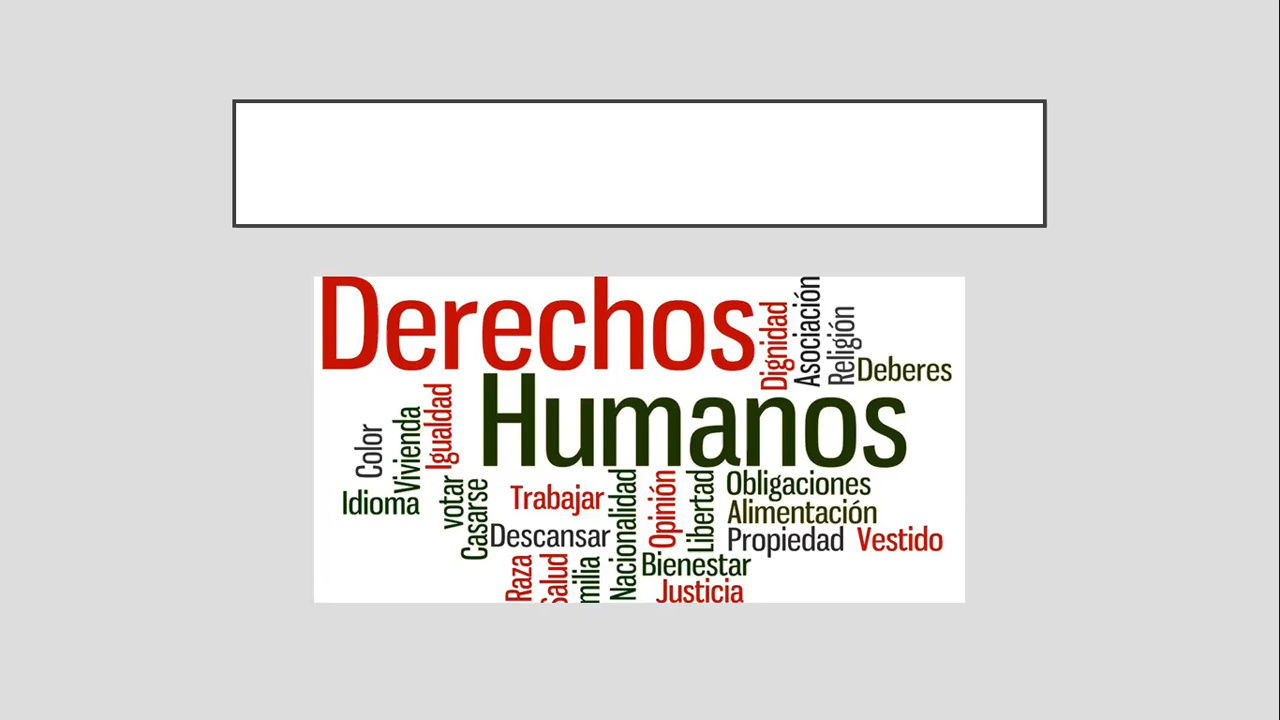 Derechos
Dignidad
Asociación
Religión
Deberes
Humanos
Color
Vivienda
Igualdad
Idioma
votar
Casarse
Trabajar
Descansar
Nacionalidad
Opinión
Libertad
Obligaciones
Alimentación
Propiedad Vestido
Bienestar
Raza
Salud
milia
Justicia